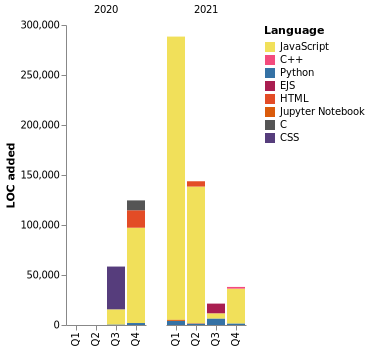 2020 2021
Language
JavaScript
C++
Python
EJS
HTML
Jupyter Notebook
C
CSS
LOC added
300,000
250,000
200,000
150,000
100,000
50,000
0
Q1 Q2 Q3 Q4 Q1 Q2 Q3 Q4